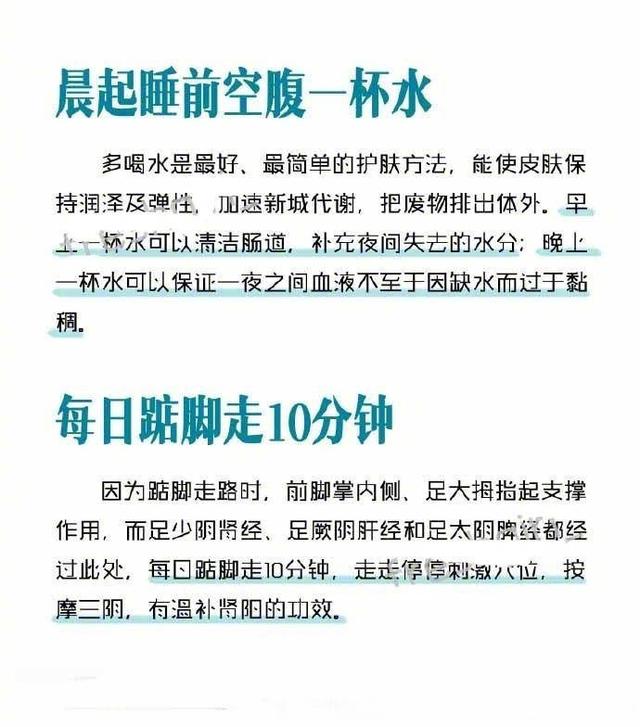 晨起睡前空腹一杯水
多喝水是最好、最简单的护肤方法，能使皮肤保
持润泽及弹性，加速新城代谢，把废物排出体外。早
上一杯水可以清洁肠道，补充夜间失去的水分；晚上
一杯水可以保证一夜之间血液不至于因缺水而过于黏
稠。
每日踮脚走10分钟
因为踮脚走路时，前脚掌内侧、足大拇指起支撑
作用，而足少阴肾经、足厥阴肝经和足太阴脾经都经
过此处，每日踮脚走10分钟，走走停停刺激穴位，按
摩三阴，有温补肾阳的功效。